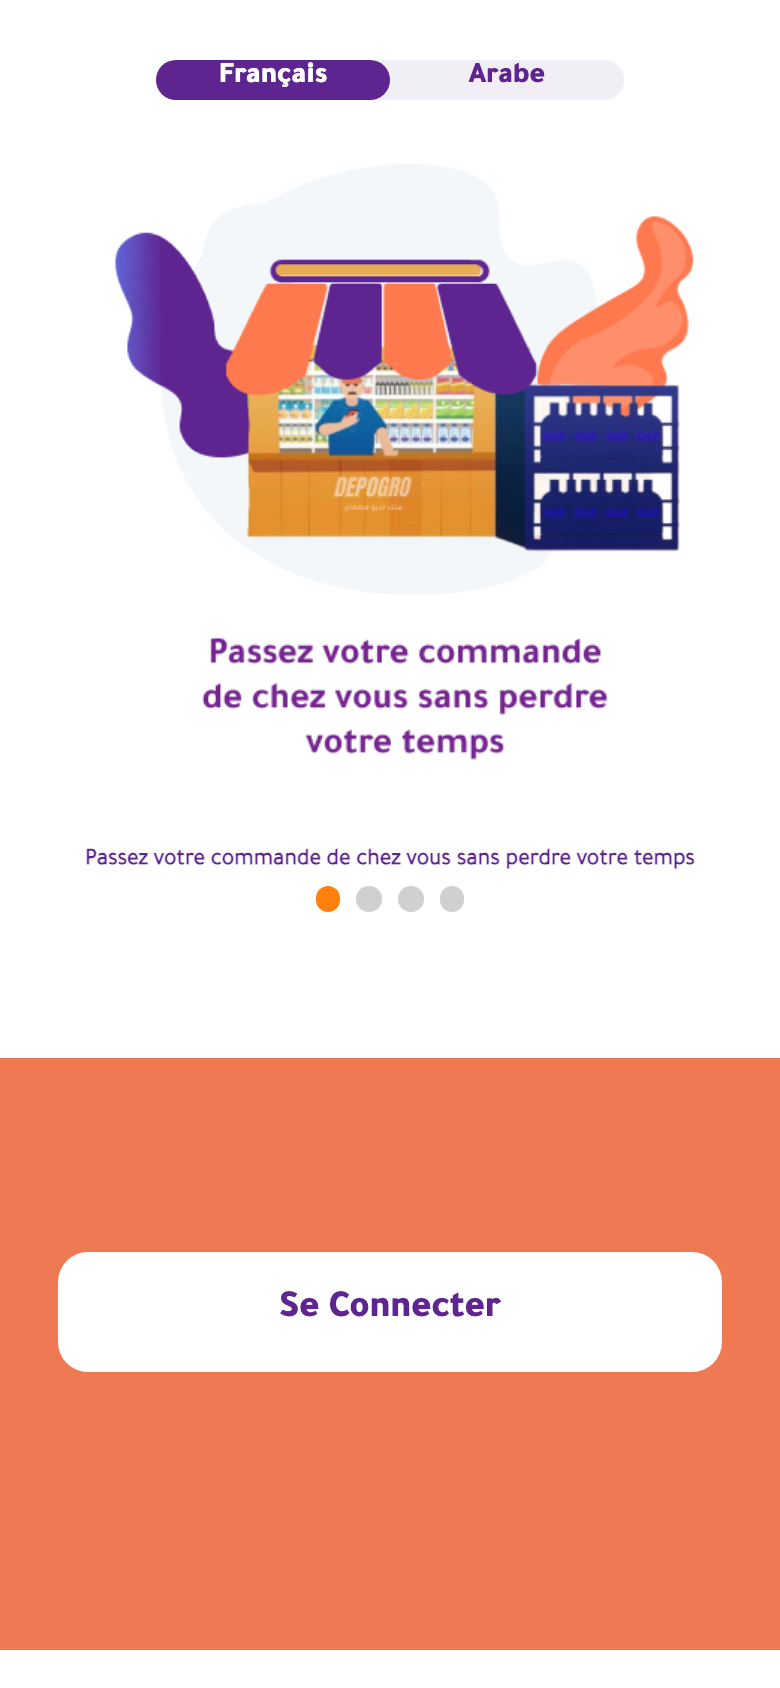 Français
Arabe
DEPOGRO
Passez votre commande
de chez vous sans perdre
votre temps
Passez votre commande de chez vous sans perdre votre temps
Se Connecter